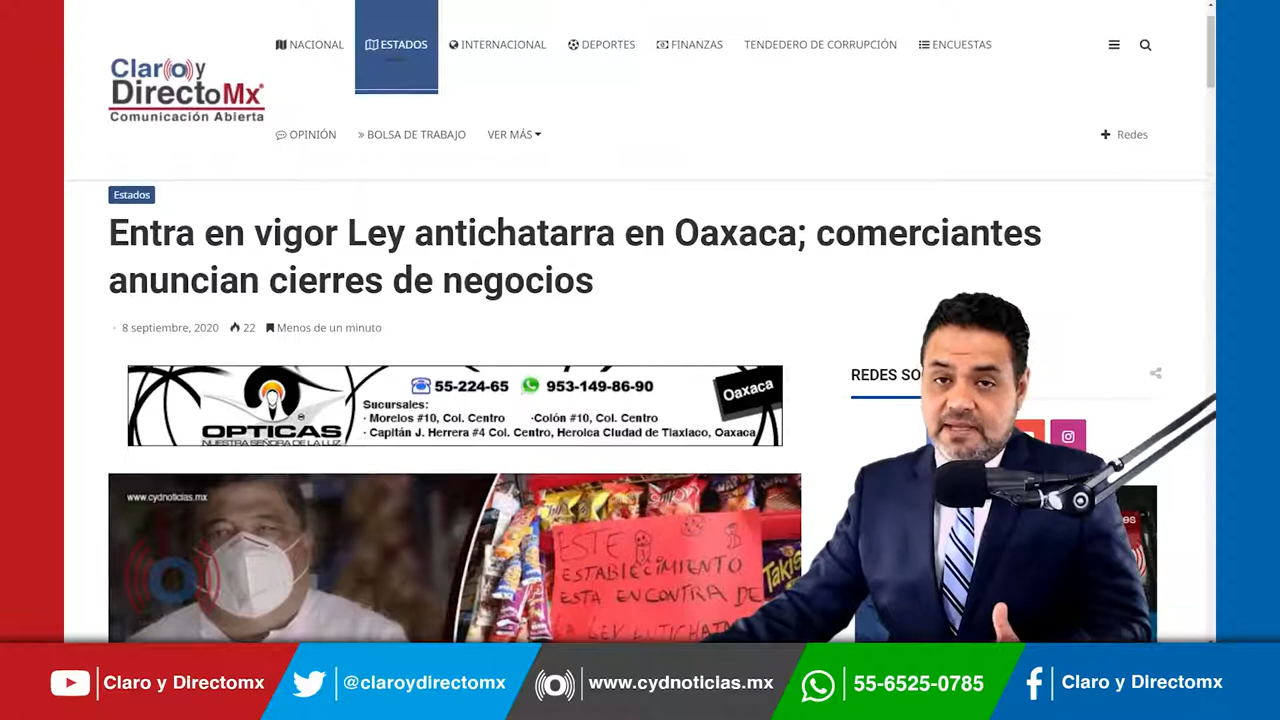 NACIONAL
ESTADOS
INTERNACIONAL
DEPORTES
FINANZAS
TENDEDERO DE CORRUPCIÓN
ENCUESTAS
Claro y
DirectoMx
Comunicación Abierta
OPINIÓN
» BOLSA DE TRABAJO
VER MÁS
+ Redes
Estados
Entra en vigor Ley antichatarra en Oaxaca; comerciantes
anuncian cierres de negocios
8 septiembre, 2020 22 Menos de un minuto
REDES SO
55-224-65 953-149-86-90
Oaxaca
Sucursales:
· Morelos #10, Col. Centro ·Colón #10, Col. Centro
· Capitán J. Herrera #4 Col. Centro, Heroica Ciudad de Tlaxiaco, Oaxaca
OPTICAS
NUESTRA SEÑORA DE LA LUZ
www.cydnoticias.mx
ESTE
ESTABLECIMIENTO
ESTA EN CONTRA DE
LA LEY ANTICHATA
Takis
Claro y DIrectomx
@claroydirectomx
www.cydnoticias.mx
55-6525-0785
Claro y DIrectomx